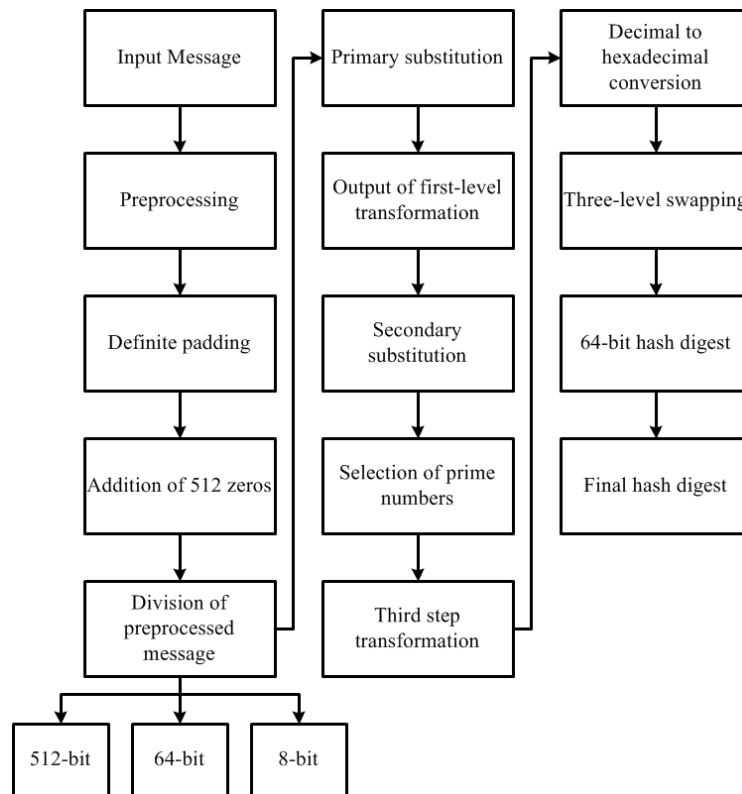 Input Message
Preprocessing
Definite padding
Addition of 512 zeros
Division of
preprocessed
message
512-bit
64-bit
8-bit
Primary substitution
Output of first-level
transformation
Secondary
substitution
Selection of prime
numbers
Third step
transformation
Decimal to
hexadecimal
conversion
Three-level swapping
64-bit hash digest
Final hash digest